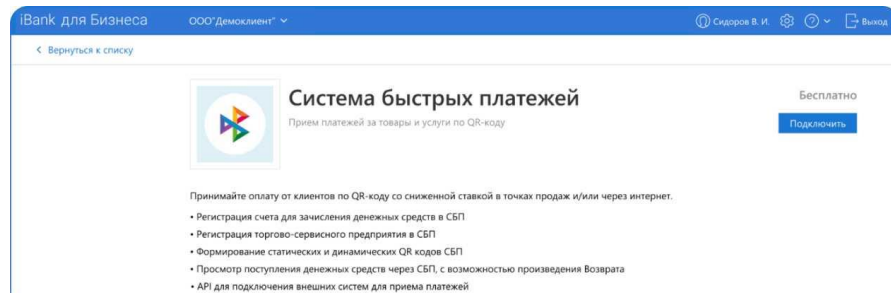 iBank для Бизнеса ООО"Демоклиент" Сидоров В. И. Выход
Вернуться к списку
Система быстрых платежей
Бесплатно
Прием платежей за товары и услуги по QR-коду
Подключить
Принимайте оплату от клиентов по QR-коду со сниженной ставкой в точках продаж и/или через интернет.
• Регистрация счета для зачисления денежных средств в СБП
• Регистрация торгово-сервисного предприятия в СБП
• Формирование статических и динамических QR кодов СБП
• Просмотр поступления денежных средств через СБП, с возможностью произведения Возврата
• API для подключения внешних систем для приема платежей